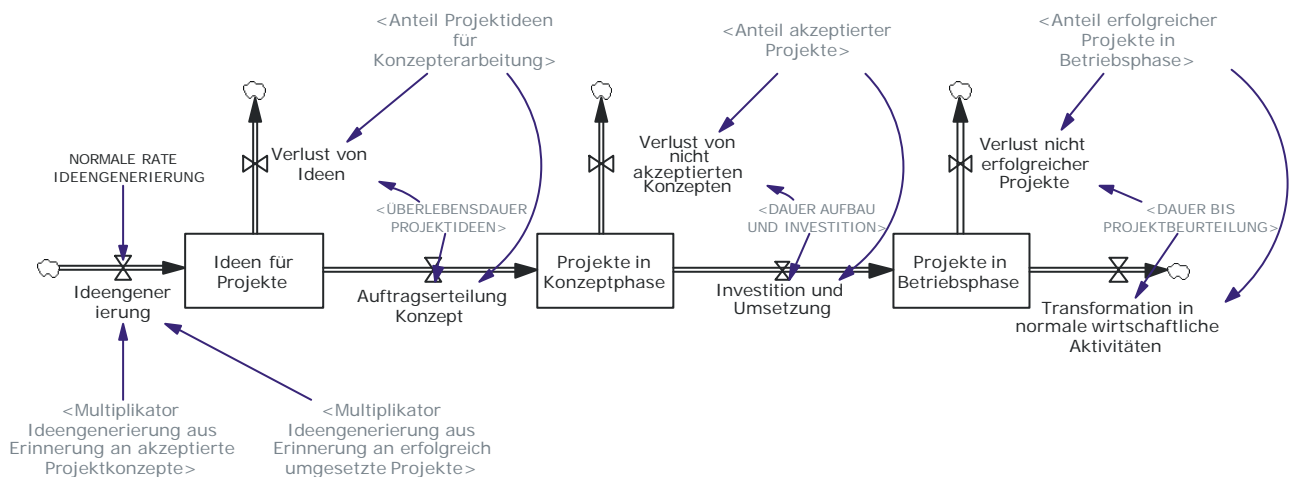 <Anteil Projektideen
für
Konzepterarbeitung>
<Anteil akzeptierter
Projekte>
<Anteil erfolgreicher
Projekte in
Betriebsphase>
NORMALE RATE
IDEENGENERIERUNG
Verlust von
Ideen
Verlust von
nicht
akzeptierten
Konzepten
Verlust nicht
erfolgreicher
Projekte
<ÜBERLEBENSDAUER
PROJEKTIDEEN>
<DAUER AUFBAU
UND INVESTITION>
<DAUER BIS
PROJEKTBEURTEILUNG>
Ideen für
Projekte
Projekte in
Konzeptphase
Projekte in
Betriebsphase
Ideengener
ierung
Auftragserteilung
Konzept
Investition und
Umsetzung
Transformation in
normale wirtschaftliche
Aktivitäten
<Multiplikator
Ideengenerierung aus
Erinnerung an akzeptierte
Projektkonzepte>
<Multiplikator
Ideengenerierung aus
Erinnerung an erfolgreich
umgesetzte Projekte>